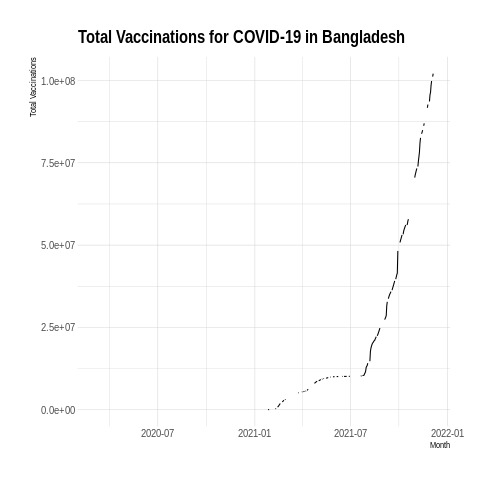 Total Vaccinations for COVID-19 in Bangladesh
Total Vaccinations
1.0e+08
7.5e+07
5.0e+07
2.5e+07
0.0e+00
2020-07
2021-01
2021-07
2022-01
Month